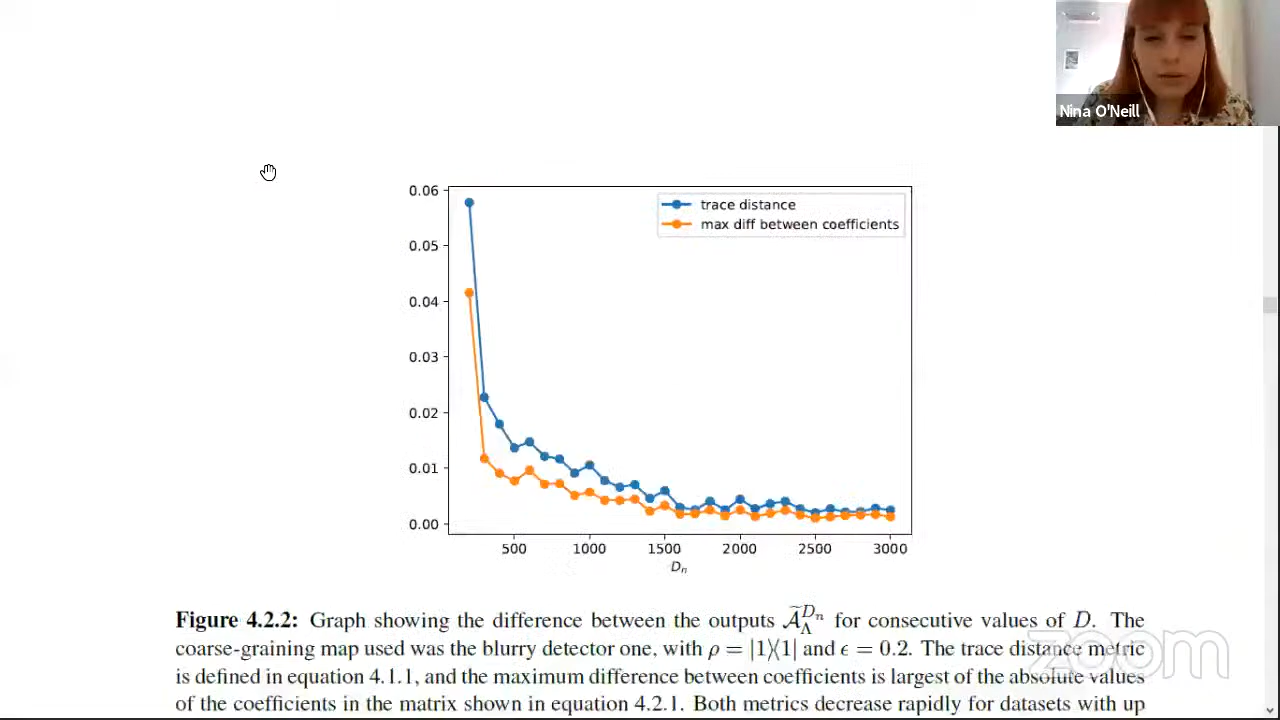 Nina O'Neill
0.06
0.05
0.04
0.03
0.02
0.01
0.00
trace distance
max diff between coefficients
500 1000 1500 2000 2500 3000
Dₙ
Figure 4.2.2: Graph showing the difference between the outputs 𝒜̃_Λ^{Dₙ} for consecutive values of D. The
coarse-graining map used was the blurry detector one, with ρ = |1⟩⟨1| and ϵ = 0.2. The trace distance metric
is defined in equation 4.1.1, and the maximum difference between coefficients is largest of the absolute values
of the coefficients in the matrix shown in equation 4.2.1. Both metrics decrease rapidly for datasets with up
zoom